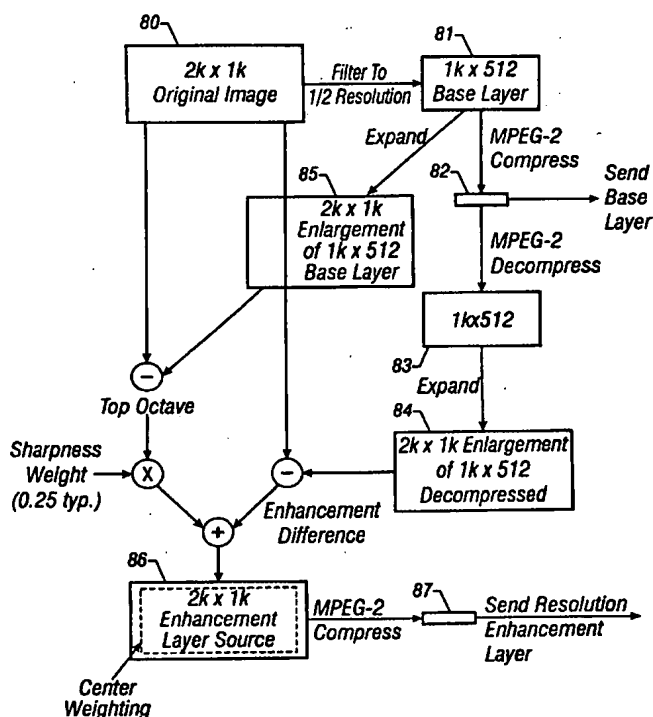 80
2k x 1k
Original Image
Filter To
1/2 Resolution
81
1k x 512
Base Layer
Expand
MPEG-2
Compress
82
Send
Base
Layer
85
2k x 1k
Enlargement
of 1k x 512
Base Layer
MPEG-2
Decompress
1kx512
83
Expand
−
Top Octave
84
2k x 1k Enlargement
of 1k x 512
Decompressed
Sharpness
Weight
(0.25 typ.)
X
−
Enhancement
Difference
+
86
2k x 1k
Enhancement
Layer Source
MPEG-2
Compress
87
Send Resolution
Enhancement
Layer
Center
Weighting